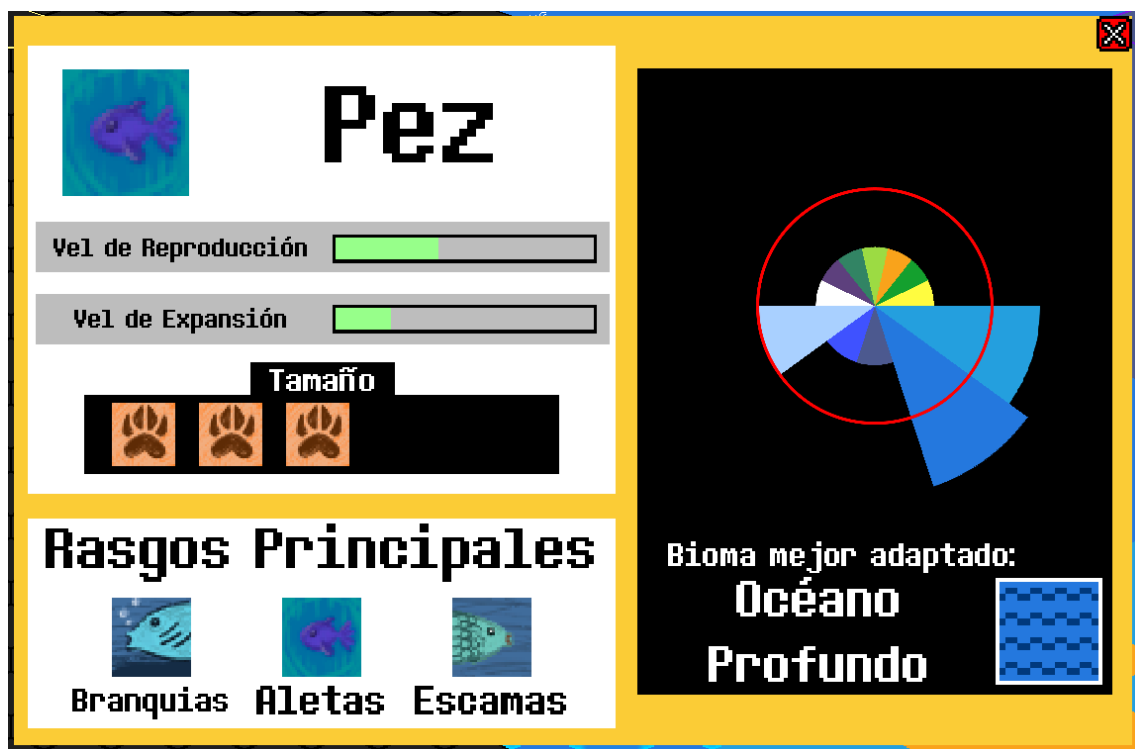 Pez
Vel de Reproducción
Vel de Expansión
Tamaño
Rasgos Principales
Branquias Aletas Escamas
Bioma mejor adaptado:
Océano
Profundo